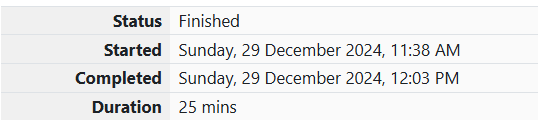 Status Finished
Started Sunday, 29 December 2024, 11:38 AM
Completed Sunday, 29 December 2024, 12:03 PM
Duration 25 mins